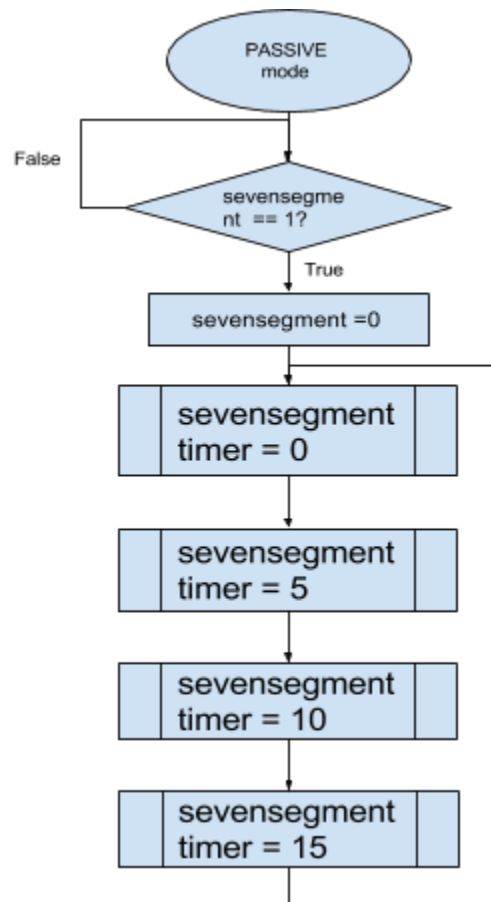 PASSIVE
mode
False
sevensegme
nt == 1?
True
sevensegment =0
sevensegment
timer = 0
sevensegment
timer = 5
sevensegment
timer = 10
sevensegment
timer = 15